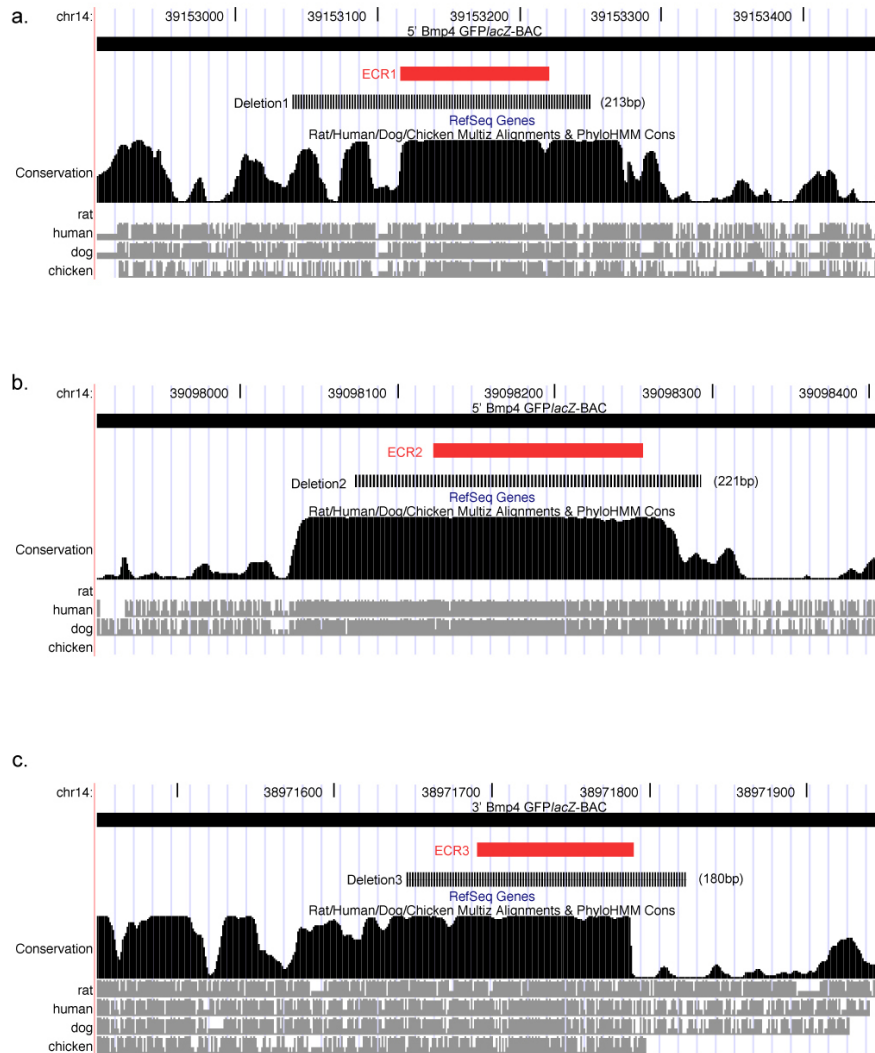 a.
chr14: 39153000 39153100 39153200 39153300 39153400
5' Bmp4 GFPlacZ-BAC
ECR1
Deletion1 (213bp)
RefSeq Genes
Rat/Human/Dog/Chicken Multiz Alignments & PhyloHMM Cons
Conservation
rat
human
dog
chicken
b.
chr14: 39098000 39098100 39098200 39098300 39098400
5' Bmp4 GFPlacZ-BAC
ECR2
Deletion2 (221bp)
RefSeq Genes
Rat/Human/Dog/Chicken Multiz Alignments & PhyloHMM Cons
Conservation
rat
human
dog
chicken
c.
chr14: 38971600 38971700 38971800 38971900
3' Bmp4 GFPlacZ-BAC
ECR3
Deletion3 (180bp)
RefSeq Genes
Rat/Human/Dog/Chicken Multiz Alignments & PhyloHMM Cons
Conservation
rat
human
dog
chicken